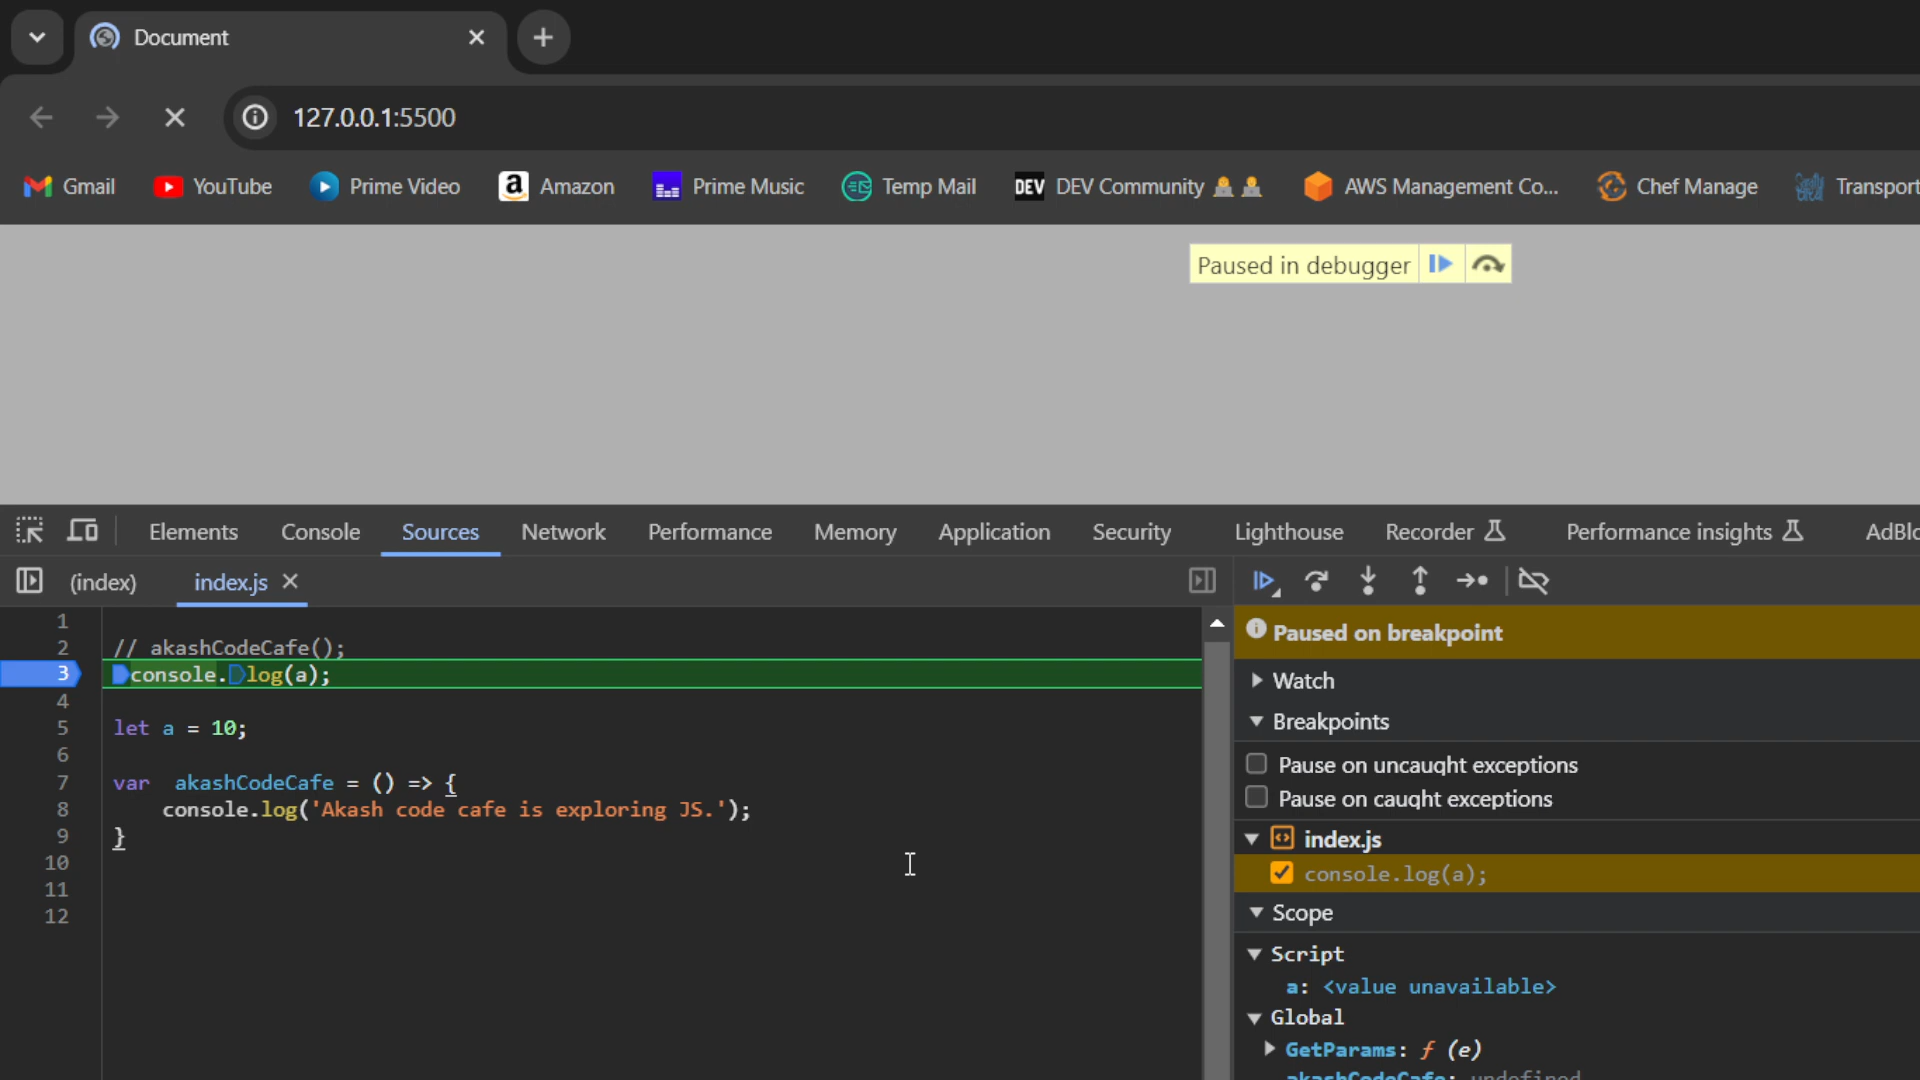 Document
127.0.0.1:5500
Gmail YouTube Prime Video Amazon Prime Music Temp Mail DEV DEV Community AWS Management Co... Chef Manage Transport
Paused in debugger
Elements Console Sources Network Performance Memory Application Security Lighthouse Recorder Performance insights AdBlo
(index) index.js
Paused on breakpoint
Watch
Breakpoints
Pause on uncaught exceptions
Pause on caught exceptions
index.js
console.log(a);
Scope
Script
a: <value unavailable>
Global
GetParams: ƒ (e)
akashCodeCafe: undefined
1
2 // akashCodeCafe();
3 console.log(a);
4
5 let a = 10;
6
7 var  akashCodeCafe = () => {
8     console.log('Akash code cafe is exploring JS.');
9 }
10
11
12